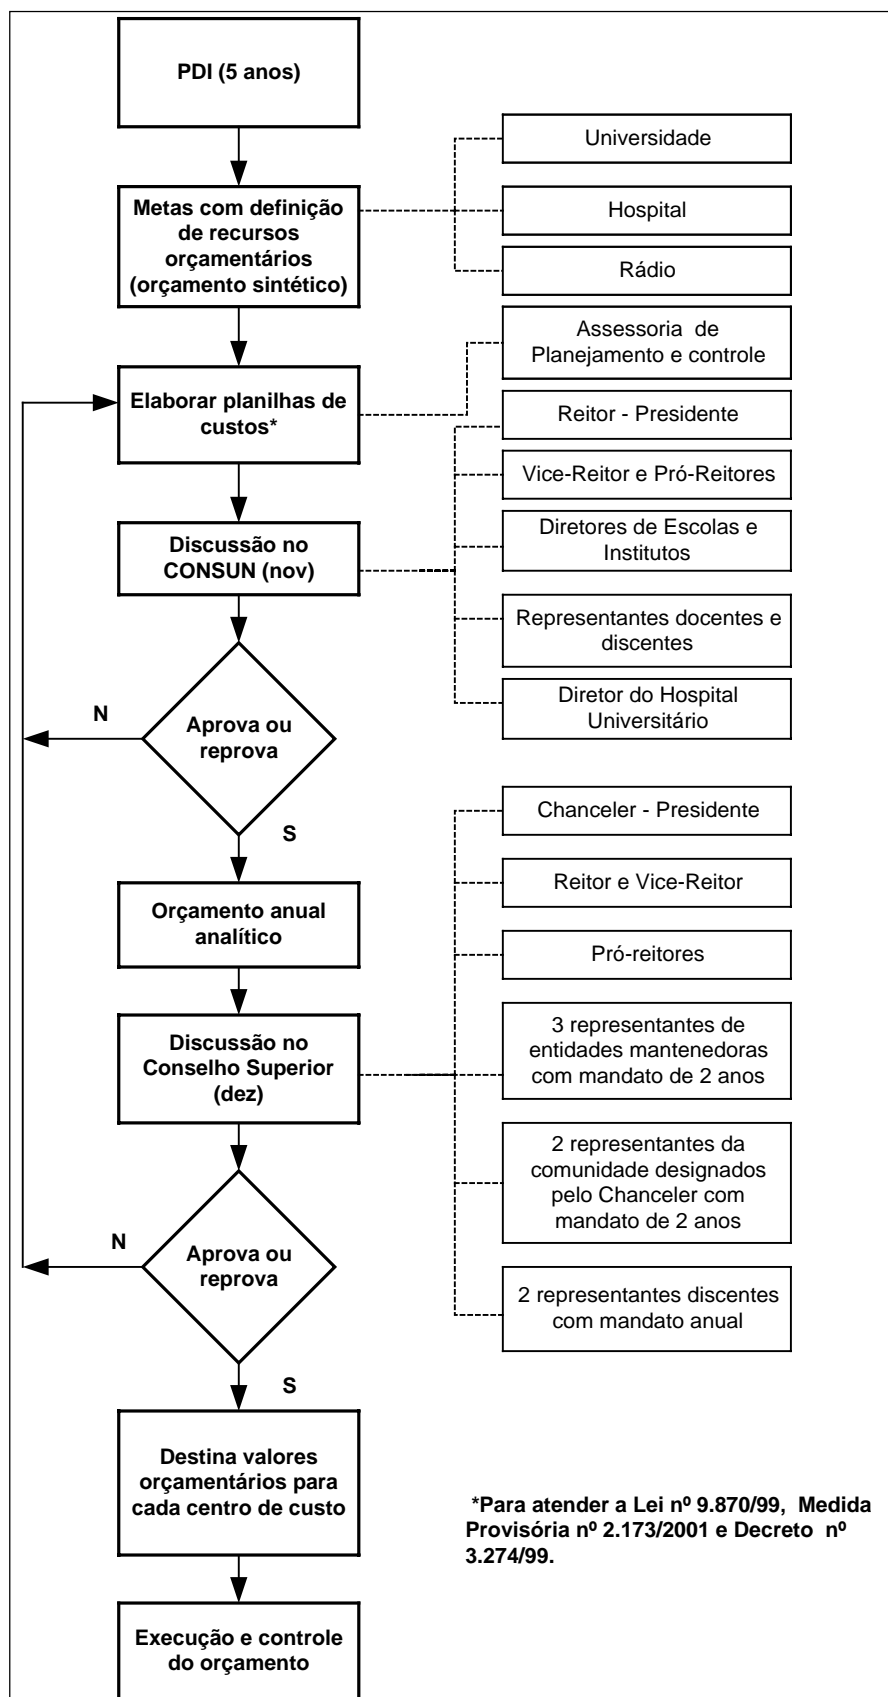 PDI (5 anos)
Universidade
Metas com definição
de recursos
orçamentários
(orçamento sintético)
Hospital
Rádio
Assessoria de
Planejamento e controle
Elaborar planilhas de
custos*
Reitor - Presidente
Vice-Reitor e Pró-Reitores
Discussão no
CONSUN (nov)
Diretores de Escolas e
Institutos
Representantes docentes e
discentes
Diretor do Hospital
Universitário
N
Aprova ou
reprova
S
Chanceler - Presidente
Reitor e Vice-Reitor
Orçamento anual
analítico
Pró-reitores
Discussão no
Conselho Superior
(dez)
3 representantes de
entidades mantenedoras
com mandato de 2 anos
2 representantes da
comunidade designados
pelo Chanceler com
mandato de 2 anos
N
Aprova ou
reprova
2 representantes discentes
com mandato anual
S
Destina valores
orçamentários para
cada centro de custo
*Para atender a Lei nº 9.870/99, Medida
Provisória nº 2.173/2001 e Decreto nº
3.274/99.
Execução e controle
do orçamento